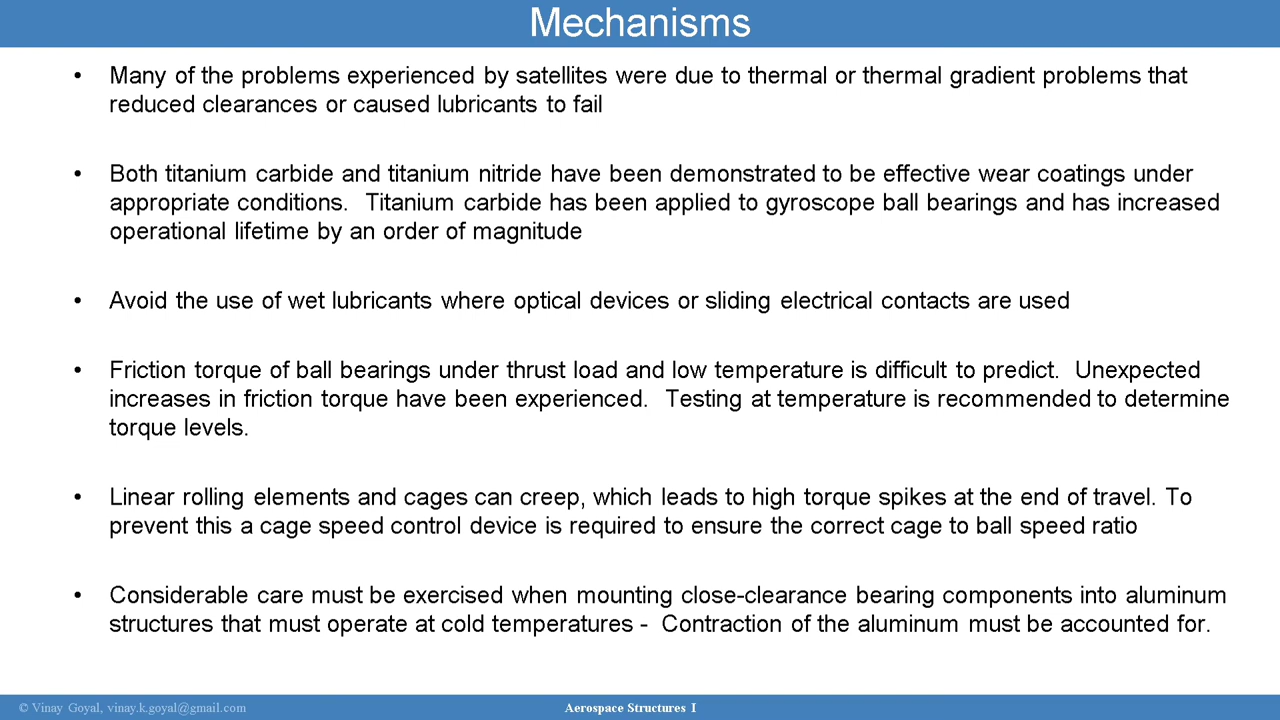 Mechanisms
• Many of the problems experienced by satellites were due to thermal or thermal gradient problems that
reduced clearances or caused lubricants to fail
• Both titanium carbide and titanium nitride have been demonstrated to be effective wear coatings under
appropriate conditions.  Titanium carbide has been applied to gyroscope ball bearings and has increased
operational lifetime by an order of magnitude
• Avoid the use of wet lubricants where optical devices or sliding electrical contacts are used
• Friction torque of ball bearings under thrust load and low temperature is difficult to predict.  Unexpected
increases in friction torque have been experienced.  Testing at temperature is recommended to determine
torque levels.
• Linear rolling elements and cages can creep, which leads to high torque spikes at the end of travel. To
prevent this a cage speed control device is required to ensure the correct cage to ball speed ratio
• Considerable care must be exercised when mounting close-clearance bearing components into aluminum
structures that must operate at cold temperatures -  Contraction of the aluminum must be accounted for.
© Vinay Goyal, vinay.k.goyal@gmail.com
Aerospace Structures I